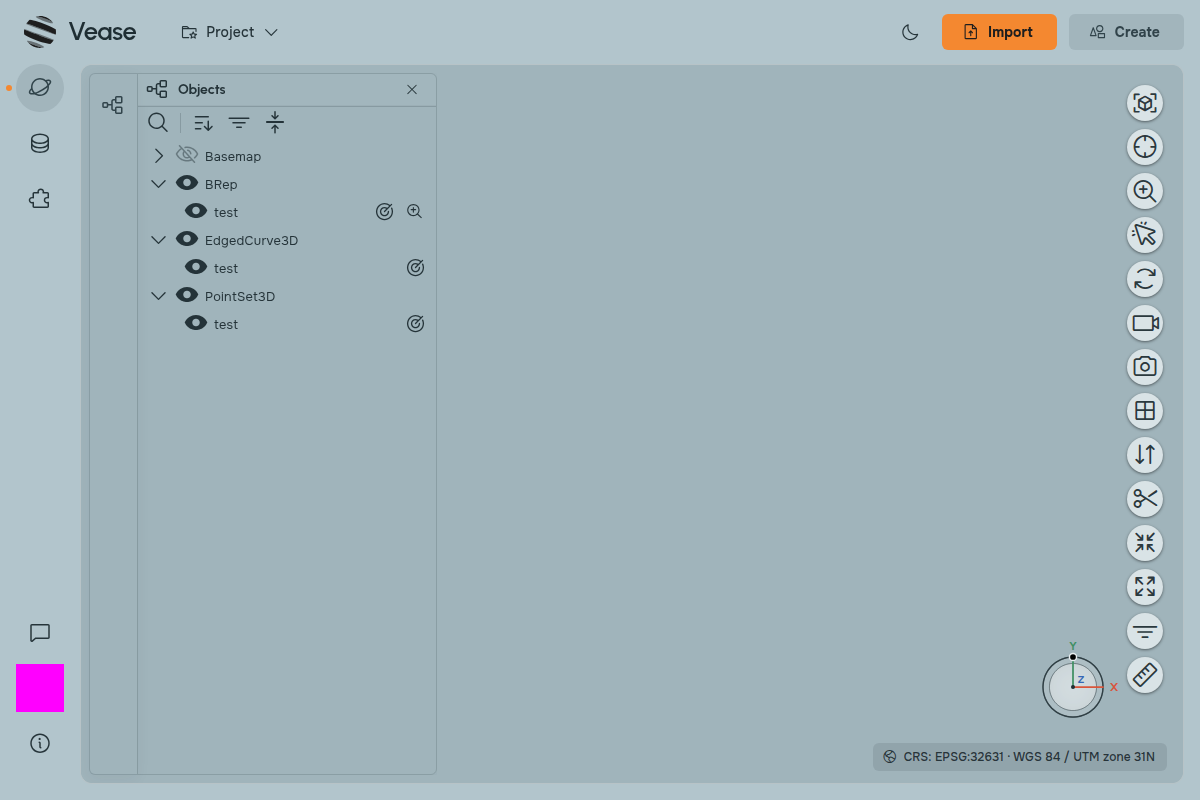 Vease
Project
Import
Create
Objects
Basemap
BRep
test
EdgedCurve3D
test
PointSet3D
test
Y
Z
X
CRS: EPSG:32631 · WGS 84 / UTM zone 31N